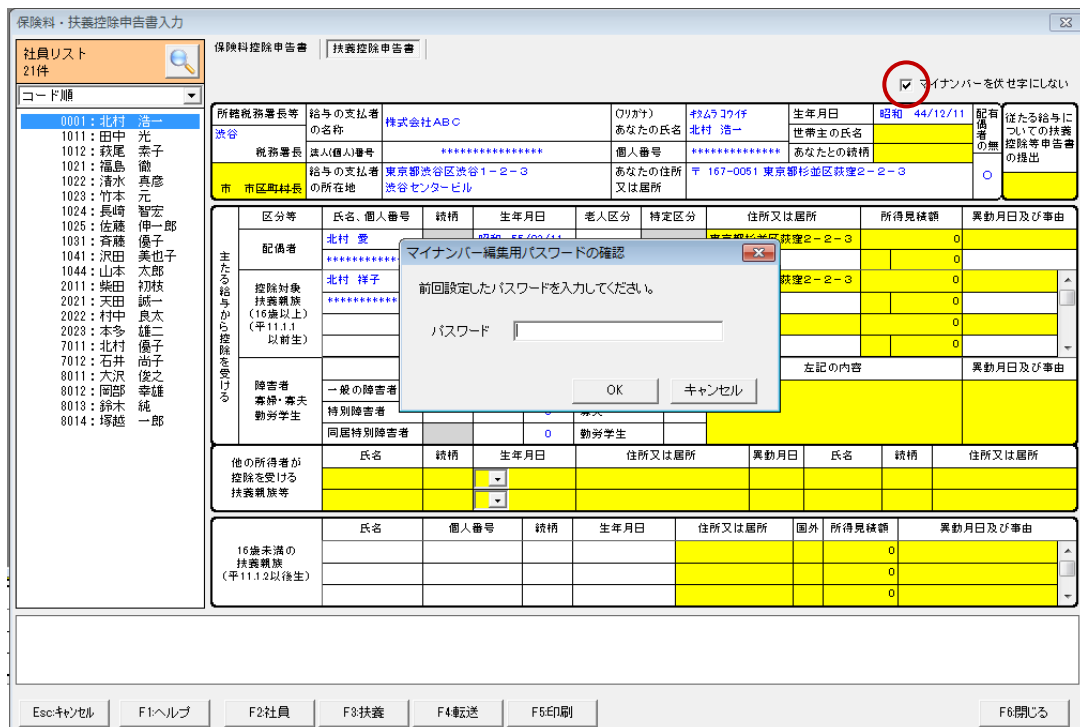 保険料・扶養控除申告書入力
社員リスト
21件
コード順
0001：北村　浩一
1011：田中　光
1012：萩尾　素子
1021：福島　徹
1022：清水　真彦
1023：竹本　元
1024：長崎　智宏
1025：佐藤　伸一郎
1031：斉藤　優子
1041：沢田　美也子
1044：山本　太郎
2011：柴田　初枝
2021：天田　誠一
2022：村中　良太
2023：本多　雄二
7011：北村　優子
7012：石井　尚子
8011：大沢　俊之
8012：岡部　幸雄
8013：鈴木　純
8014：塚越　一郎
保険料控除申告書
扶養控除申告書
マイナンバーを伏せ字にしない
所轄税務署長等
渋谷
税務署長
市　市区町村長
給与の支払者の名称
株式会社ABC
法人(個人)番号
****************
給与の支払者の所在地
東京都渋谷区渋谷1－2－3
渋谷センタービル
(フリガナ)
キタムラ コウイチ
あなたの氏名
北村　浩一
個人番号
**************
あなたの住所又は居所
〒 167-0051 東京都杉並区荻窪2－2－3
生年月日
昭和　44/12/11
世帯主の氏名
あなたとの続柄
配偶者の有無
○
従たる給与についての扶養控除等申告書の提出
主たる給与から控除を受ける
区分等
氏名、個人番号
続柄
生年月日
老人区分
特定区分
住所又は居所
所得見積額
異動月日及び事由
配偶者
北村　愛
0
0
控除対象
扶養親族
(16歳以上)
(平11.1.1
以前生)
北村　祥子
荻窪2－2－3
0
0
0
0
マイナンバー編集用パスワードの確認
前回設定したパスワードを入力してください。
パスワード
OK
キャンセル
障害者
寡婦・寡夫
勤労学生
左記の内容
異動月日及び事由
一般の障害者
特別障害者
同居特別障害者
0
勤労学生
他の所得者が
控除を受ける
扶養親族等
氏名
続柄
生年月日
住所又は居所
異動月日
氏名
続柄
住所又は居所
16歳未満の
扶養親族
(平11.1.2以後生)
氏名
個人番号
続柄
生年月日
住所又は居所
国外
所得見積額
異動月日及び事由
0
0
0
Esc:キャンセル
F1:ヘルプ
F2:社員
F3:扶養
F4:転送
F5:印刷
F6:閉じる